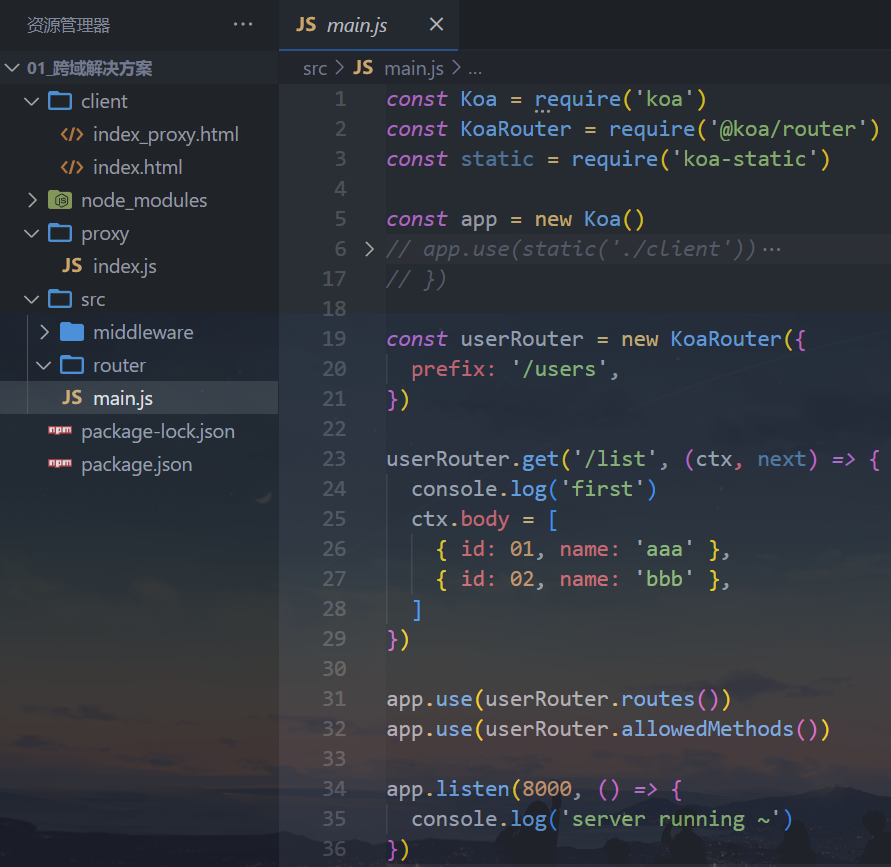 资源管理器 ···
01_跨域解决方案
client
index_proxy.html
index.html
node_modules
proxy
JS index.js
src
middleware
router
JS main.js
npm package-lock.json
npm package.json
JS main.js ×
src > JS main.js > ...
1 const Koa = require('koa')
2 const KoaRouter = require('@koa/router')
3 const static = require('koa-static')
4
5 const app = new Koa()
6 // app.use(static('./client'))···
17 // })
18
19 const userRouter = new KoaRouter({
20 prefix: '/users',
21 })
22
23 userRouter.get('/list', (ctx, next) => {
24 console.log('first')
25 ctx.body = [
26 { id: 01, name: 'aaa' },
27 { id: 02, name: 'bbb' },
28 ]
29 })
30
31 app.use(userRouter.routes())
32 app.use(userRouter.allowedMethods())
33
34 app.listen(8000, () => {
35 console.log('server running ~')
36 })